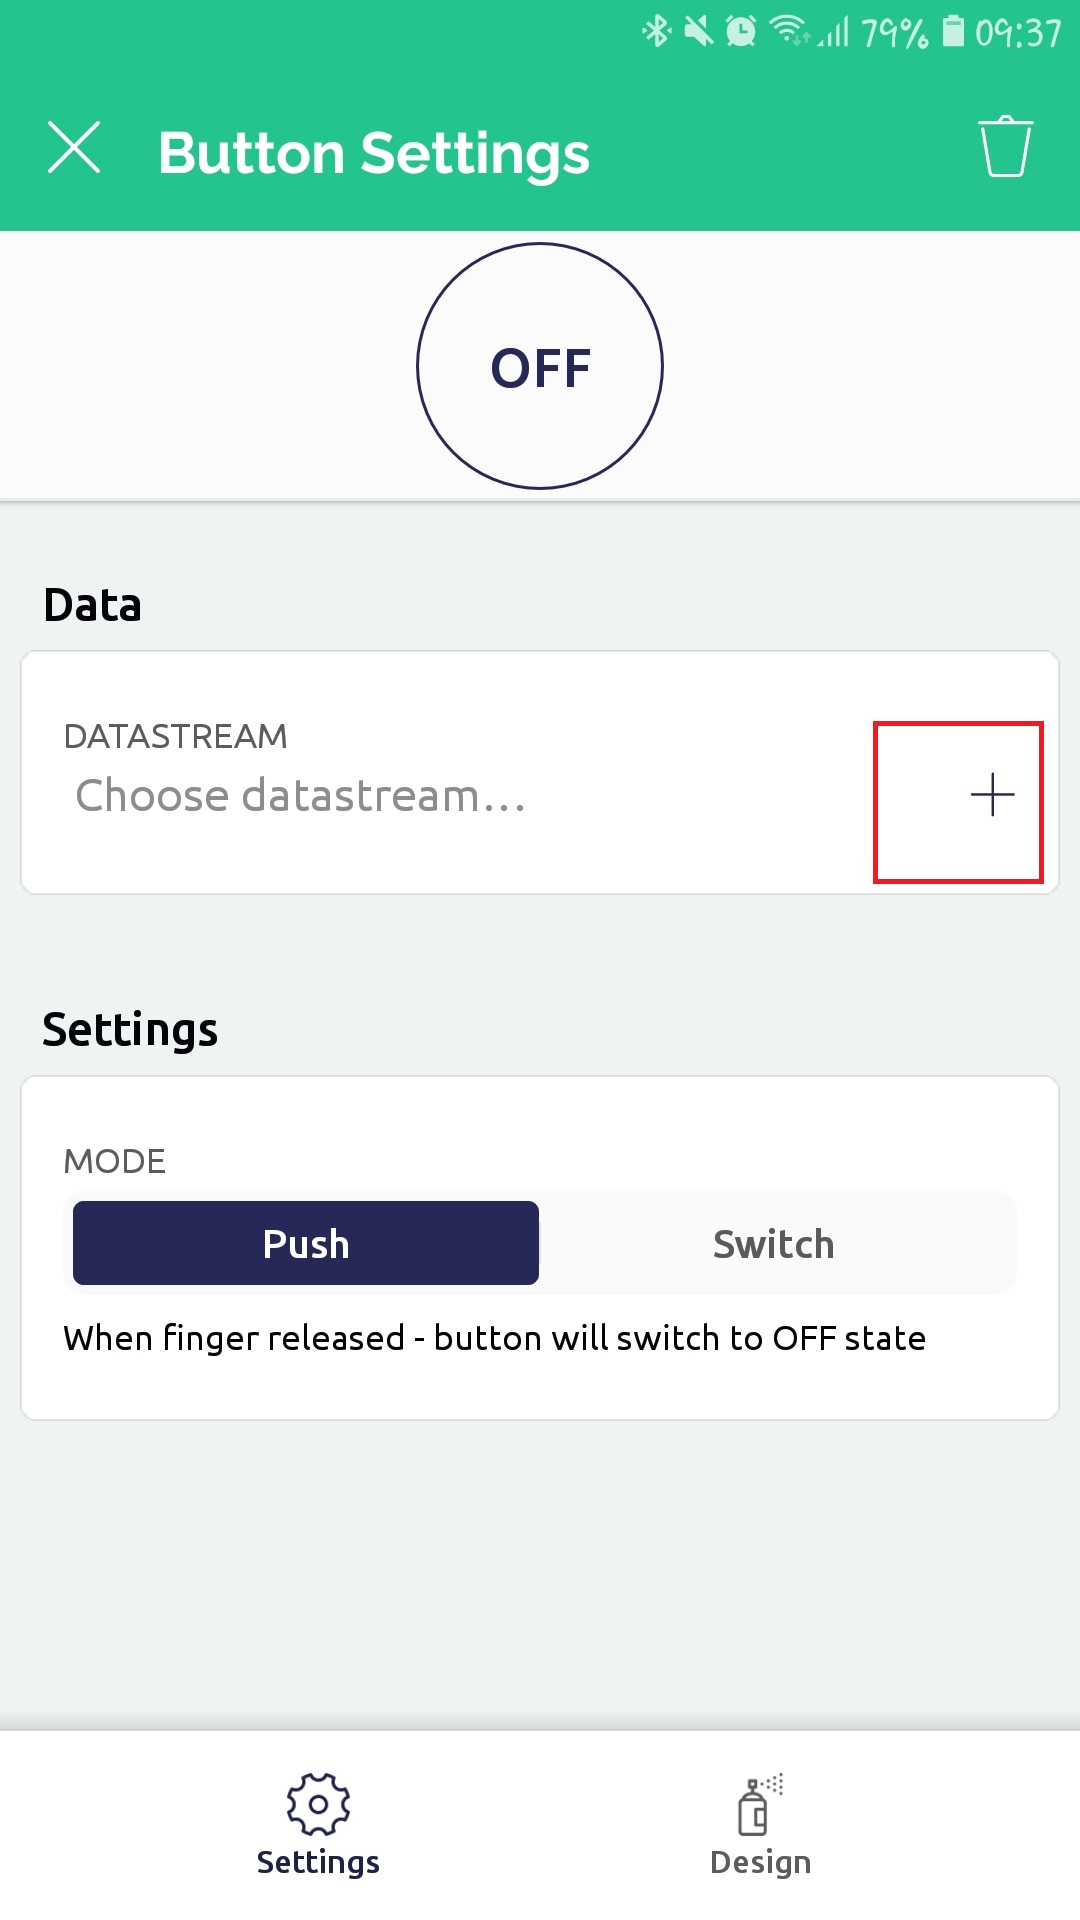 79% 09:37
Button Settings
OFF
Data
DATASTREAM
Choose datastream...
Settings
MODE
Push Switch
When finger released - button will switch to OFF state
Settings Design